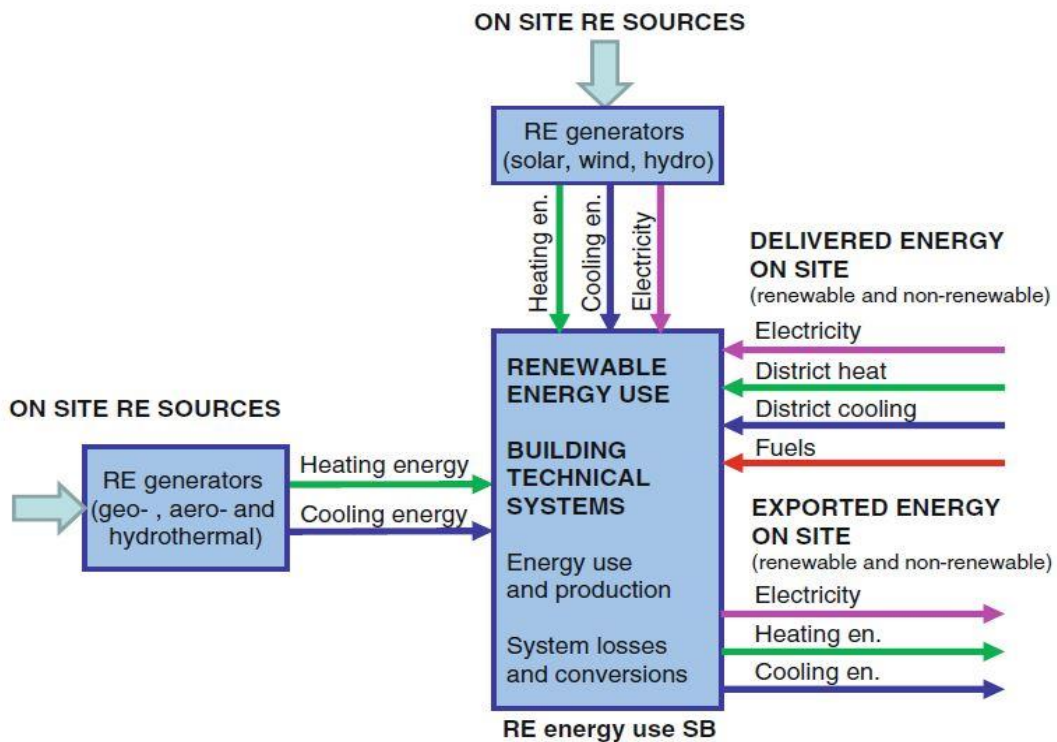 ON SITE RE SOURCES
RE generators
(solar, wind, hydro)
Heating en.
Cooling en.
Electricity
DELIVERED ENERGY
ON SITE
(renewable and non-renewable)
Electricity
District heat
District cooling
Fuels
RENEWABLE
ENERGY USE
BUILDING
TECHNICAL
SYSTEMS
Energy use
and production
System losses
and conversions
RE energy use SB
ON SITE RE SOURCES
RE generators
(geo- , aero- and
hydrothermal)
Heating energy
Cooling energy
EXPORTED ENERGY
ON SITE
(renewable and non-renewable)
Electricity
Heating en.
Cooling en.